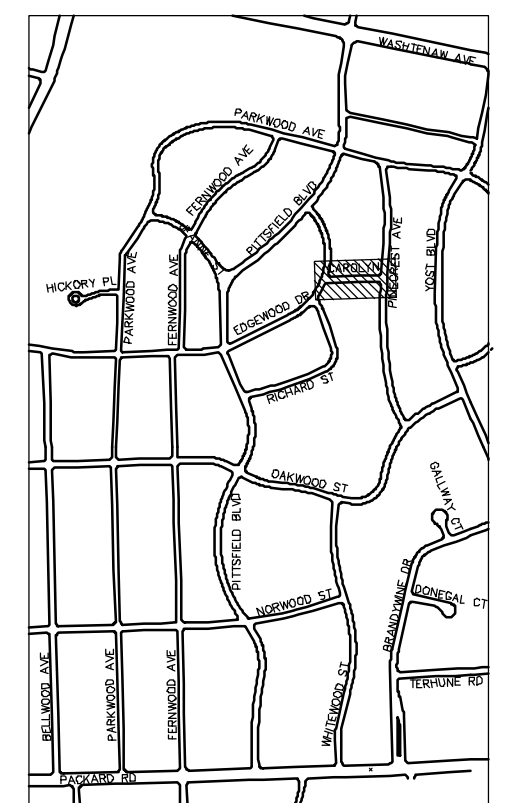 WASHTENAW AVE
PARKWOOD AVE
FERNWOOD AVE
PITTSFIELD BLVD
YOST BLVD
PINECREST AVE
CAROLYN
HICKORY PL
PARKWOOD AVE
FERNWOOD AVE
EDGEWOOD DR
RICHARD ST
OAKWOOD ST
GALLWAY CT
PITTSFIELD BLVD
BRANDYWINE DR
DONEGAL CT
NORWOOD ST
BELLWOOD AVE
PARKWOOD AVE
FERNWOOD AVE
WHITEWOOD ST
TERHUNE RD
PACKARD RD